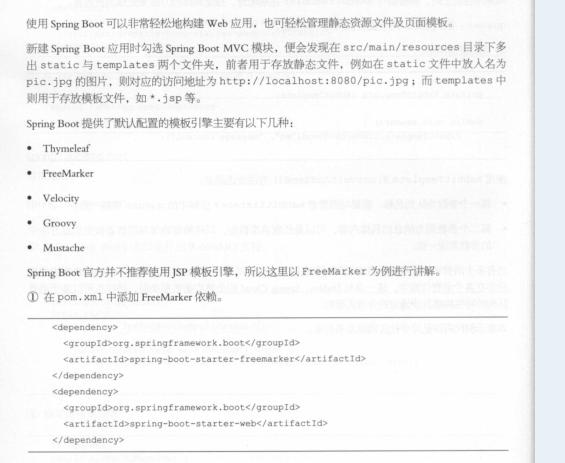 使用 Spring Boot 可以非常轻松地构建 Web 应用，也可轻松管理静态资源文件及页面模板。
新建 Spring Boot 应用时勾选 Spring Boot MVC 模块，便会发现在 src/main/resources 目录下多
出 static 与 templates 两个文件夹，前者用于存放静态文件，例如在 static 文件中放入名为
pic.jpg 的图片，则对应的访问地址为 http://localhost:8080/pic.jpg；而 templates 中
则用于存放模板文件，如 *.jsp 等。
Spring Boot 提供了默认配置的模板引擎主要有以下几种：
• Thymeleaf
• FreeMarker
• Velocity
• Groovy
• Mustache
Spring Boot 官方并不推荐使用 JSP 模板引擎，所以这里以 FreeMarker 为例进行讲解。
① 在 pom.xml 中添加 FreeMarker 依赖。
<dependency>
<groupId>org.springframework.boot</groupId>
<artifactId>spring-boot-starter-freemarker</artifactId>
</dependency>
<dependency>
<groupId>org.springframework.boot</groupId>
<artifactId>spring-boot-starter-web</artifactId>
</dependency>